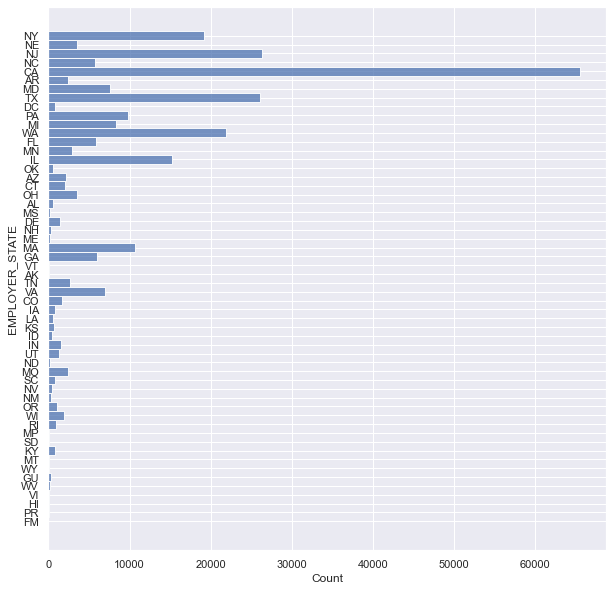 NY
NE
NJ
NC
CA
AR
MD
TX
DC
PA
MI
WA
FL
MN
IL
OK
AZ
CT
OH
AL
MS
DE
NH
ME
MA
GA
VT
AK
TN
VA
CO
IA
LA
KS
ID
IN
UT
ND
MO
SC
NV
NM
OR
WI
RI
MP
SD
KY
MT
WY
GU
WV
VI
HI
PR
FM
EMPLOYER_STATE
0 10000 20000 30000 40000 50000 60000
Count